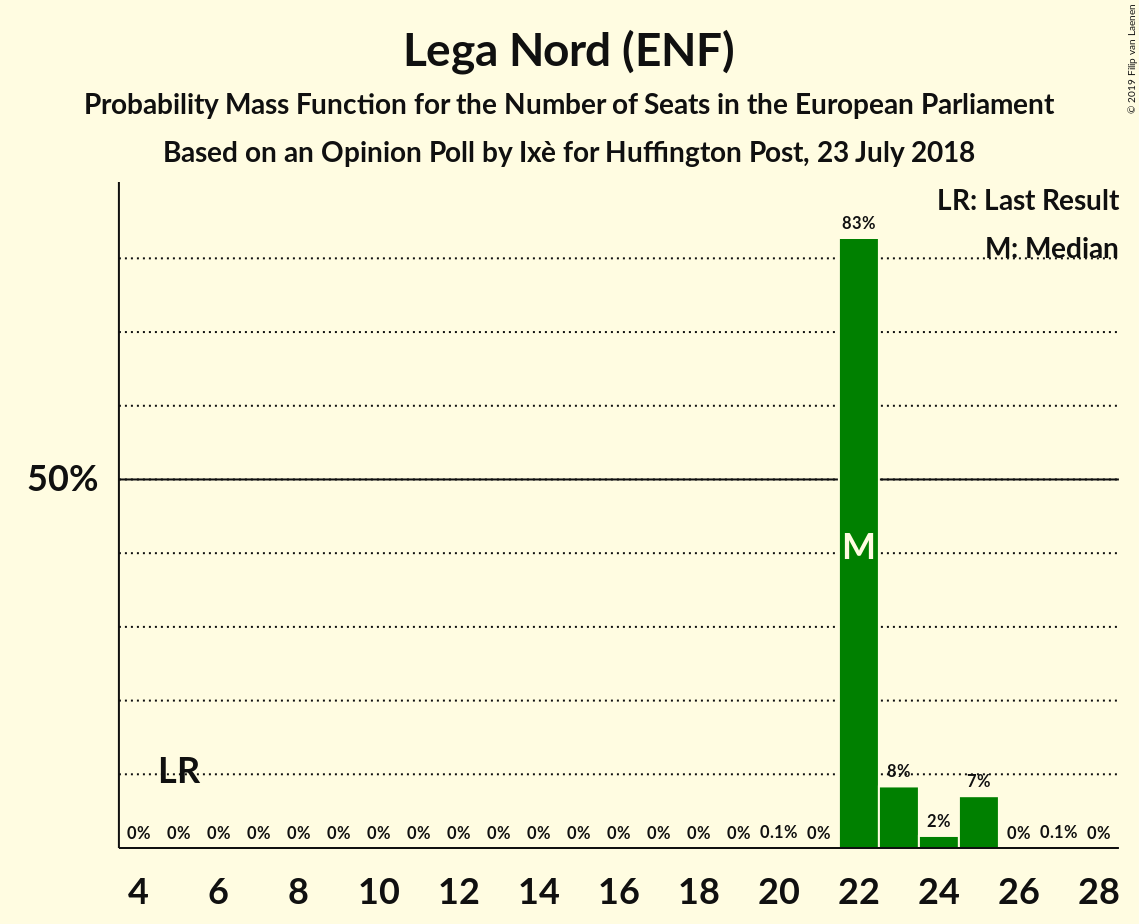 Lega Nord (ENF)
Probability Mass Function for the Number of Seats in the European Parliament
Based on an Opinion Poll by Ixè for Huffington Post, 23 July 2018
© 2019 Filip van Laenen
LR: Last Result
M: Median
83%
50%
M
LR
8%
7%
2%
0% 0% 0% 0% 0% 0% 0% 0% 0% 0% 0% 0% 0% 0% 0% 0% 0.1% 0% 0% 0.1% 0%
4 6 8 10 12 14 16 18 20 22 24 26 28